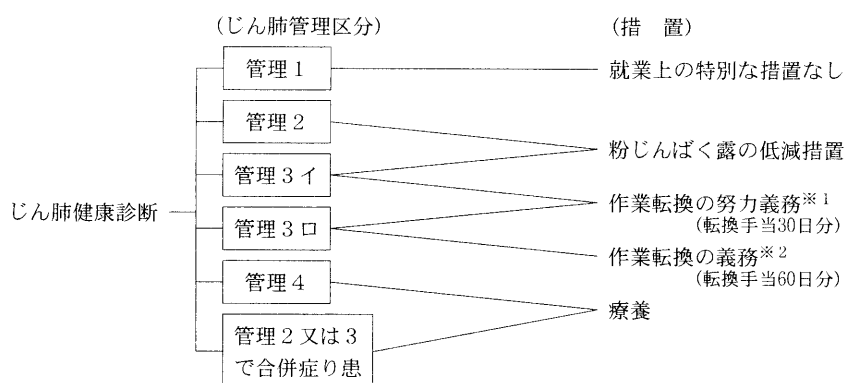 (じん肺管理区分)
(措 置)
管理1
就業上の特別な措置なし
管理2
粉じんばく露の低減措置
管理3イ
じん肺健康診断
作業転換の努力義務※1
(転換手当30日分)
管理3ロ
作業転換の義務※2
(転換手当60日分)
管理4
療養
管理2又は3
で合併症り患